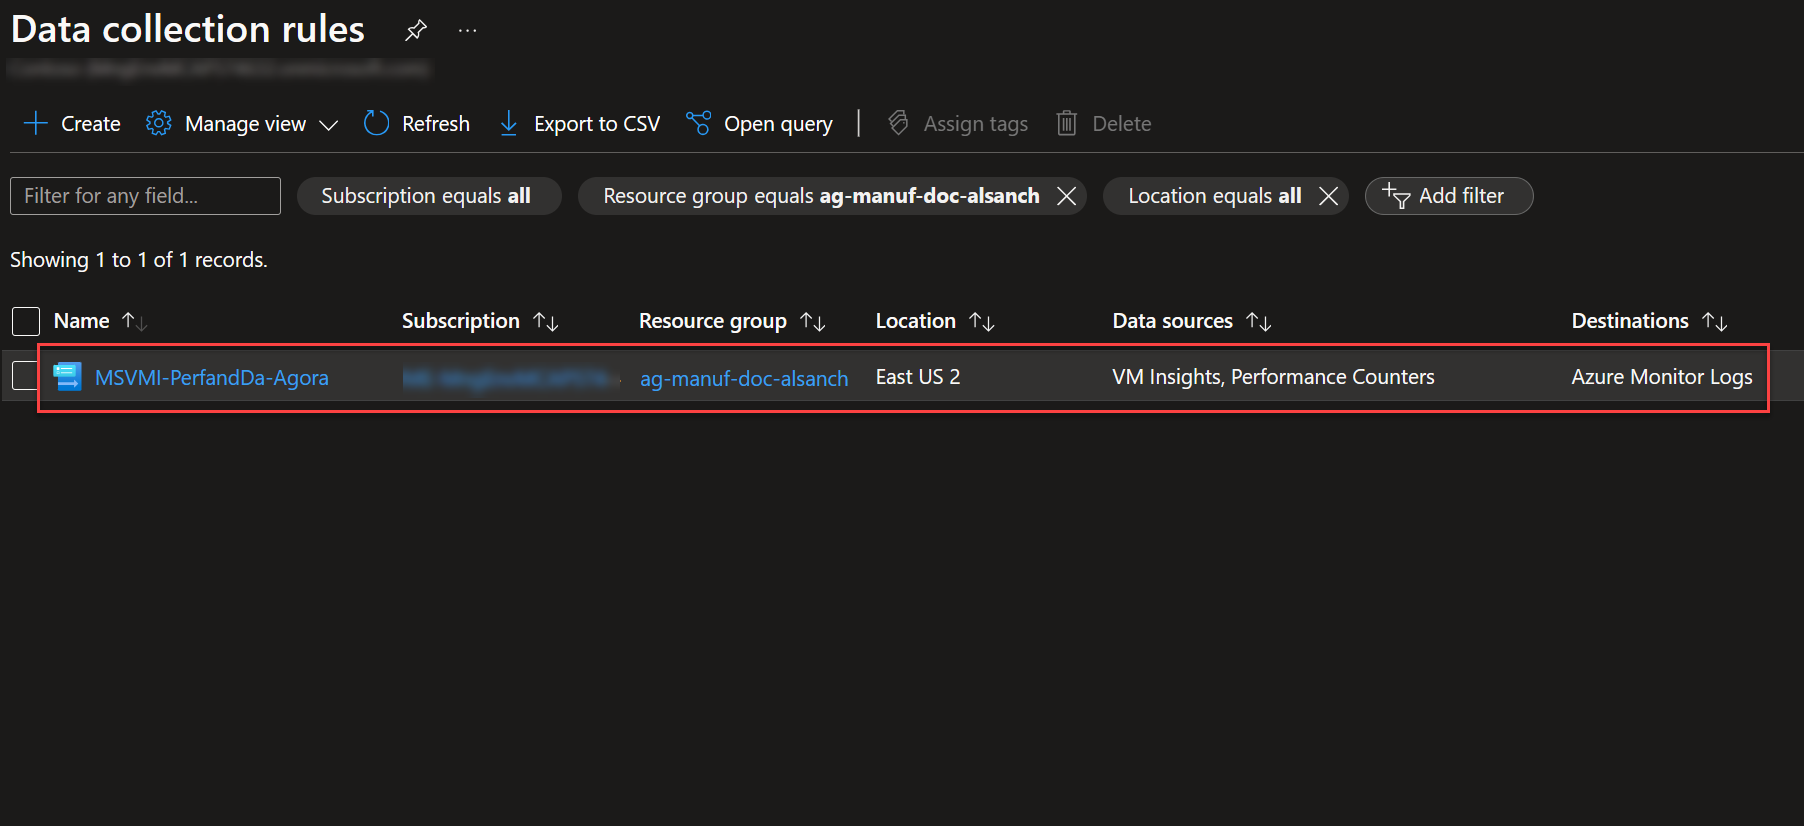 Data collection rules
Create Manage view Refresh Export to CSV Open query | Assign tags Delete
Filter for any field... Subscription equals all Resource group equals ag-manuf-doc-alsanch Location equals all Add filter
Showing 1 to 1 of 1 records.
Name Subscription Resource group Location Data sources Destinations
MSVMI-PerfandDa-Agora ag-manuf-doc-alsanch East US 2 VM Insights, Performance Counters Azure Monitor Logs